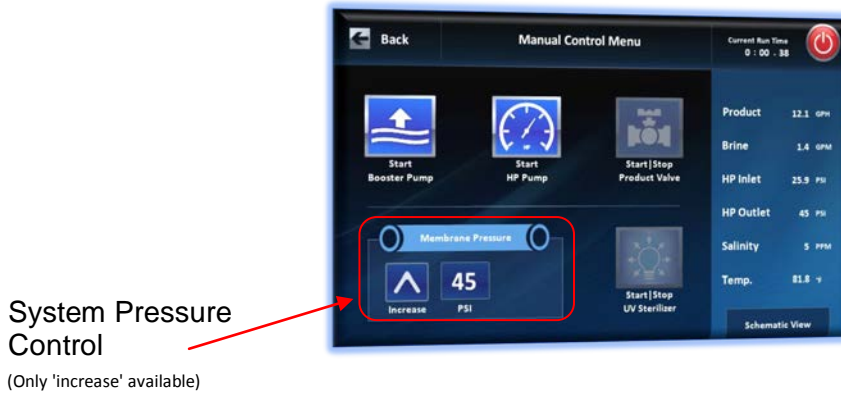 Back
Manual Control Menu
Current Run Time
0 : 00 . 38
Start
Booster Pump
Start
HP Pump
HP
Start|Stop
Product Valve
Product 12.1 GPH
Brine 1.4 GPM
HP Inlet 25.9 PSI
HP Outlet 45 PSI
Salinity 5 PPM
Temp. 81.8 °F
Membrane Pressure
45
Increase
PSI
Start|Stop
UV Sterilizer
Schematic View
System Pressure
Control
(Only 'increase' available)